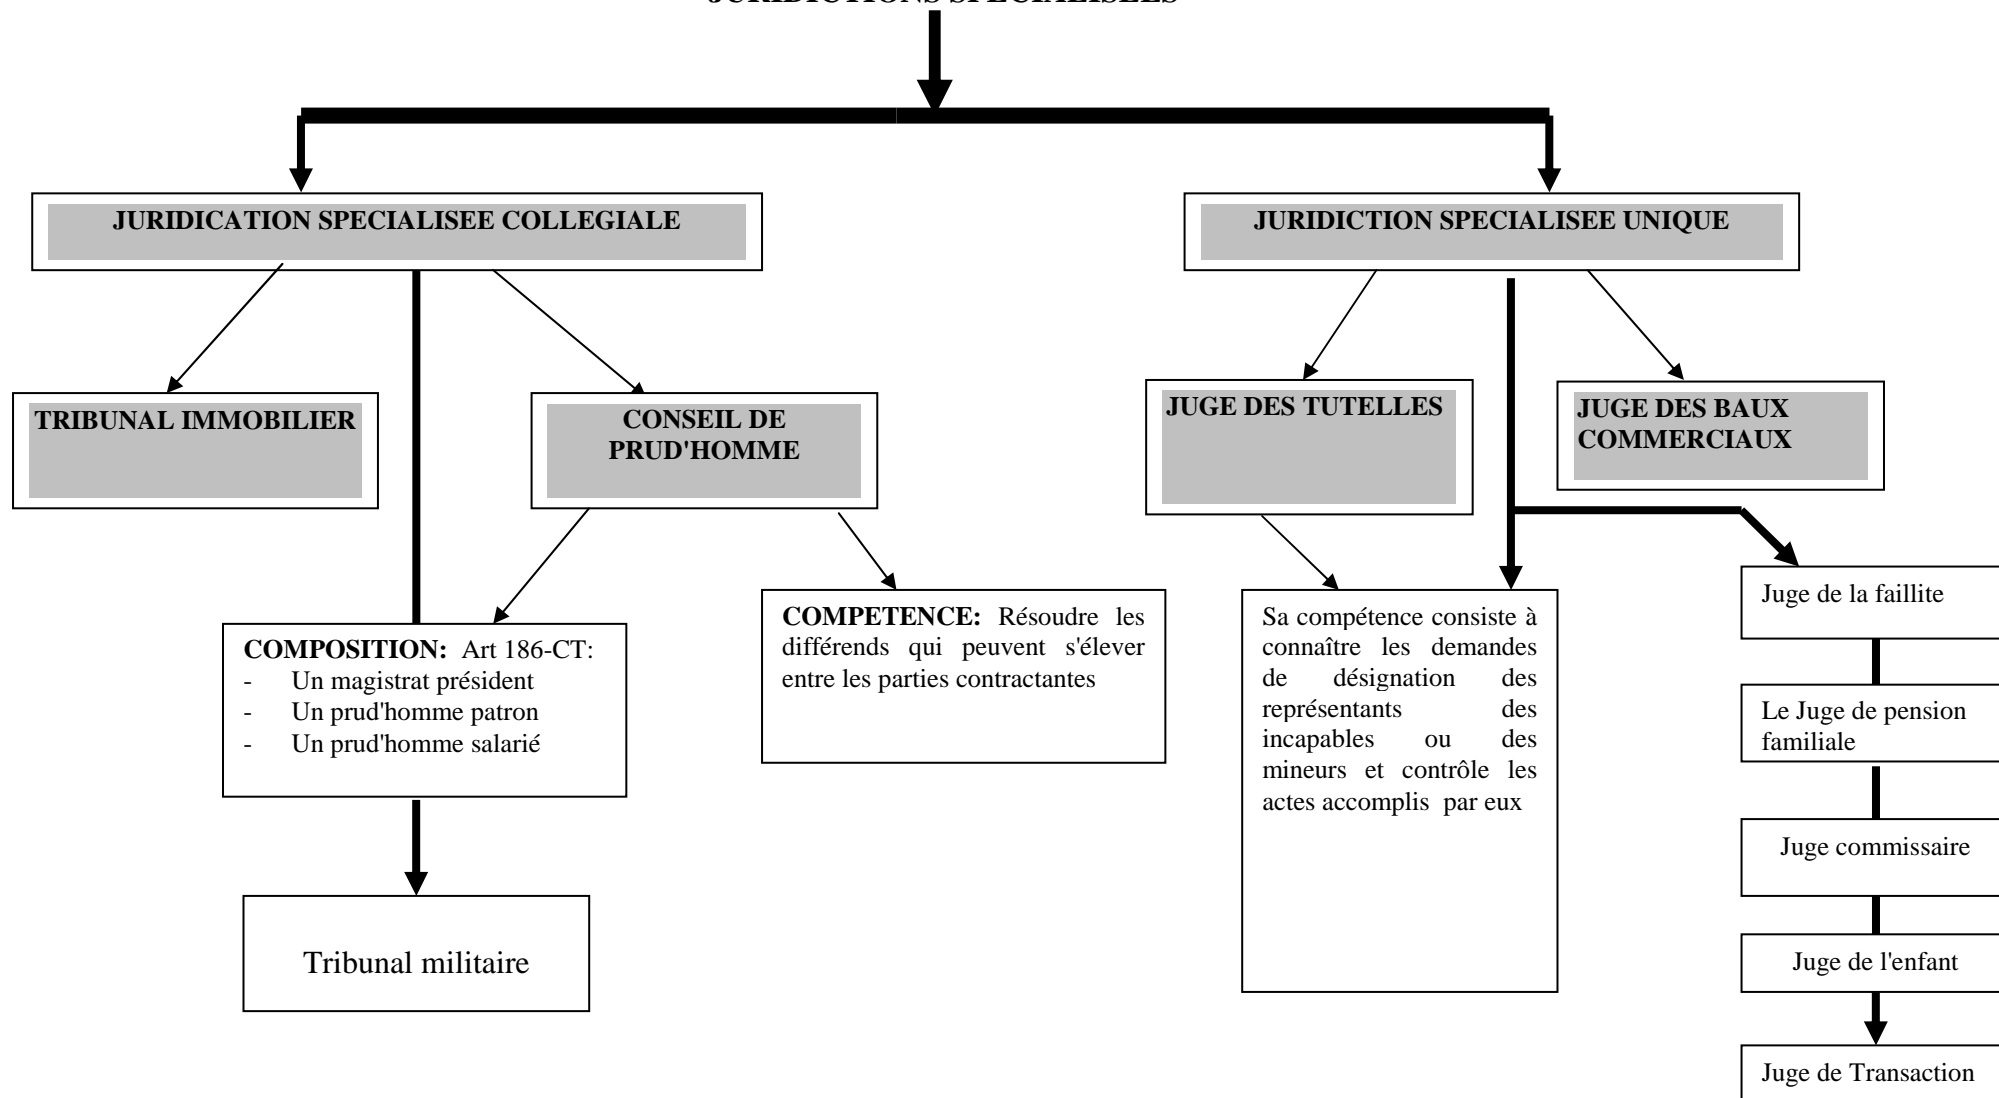 JURIDICTIONS SPECIALISEES
JURIDICATION SPECIALISEE COLLEGIALE
JURIDICTION SPECIALISEE UNIQUE
TRIBUNAL IMMOBILIER
CONSEIL DE
PRUD'HOMME
JUGE DES TUTELLES
JUGE DES BAUX
COMMERCIAUX
COMPOSITION: Art 186-CT:
- Un magistrat président
- Un prud'homme patron
- Un prud'homme salarié
COMPETENCE: Résoudre les
différends qui peuvent s'élever
entre les parties contractantes
Sa compétence consiste à
connaître les demandes
de désignation des
représentants des
incapables ou des
mineurs et contrôle les
actes accomplis par eux
Juge de la faillite
Le Juge de pension
familiale
Juge commissaire
Juge de l'enfant
Juge de Transaction
Tribunal militaire